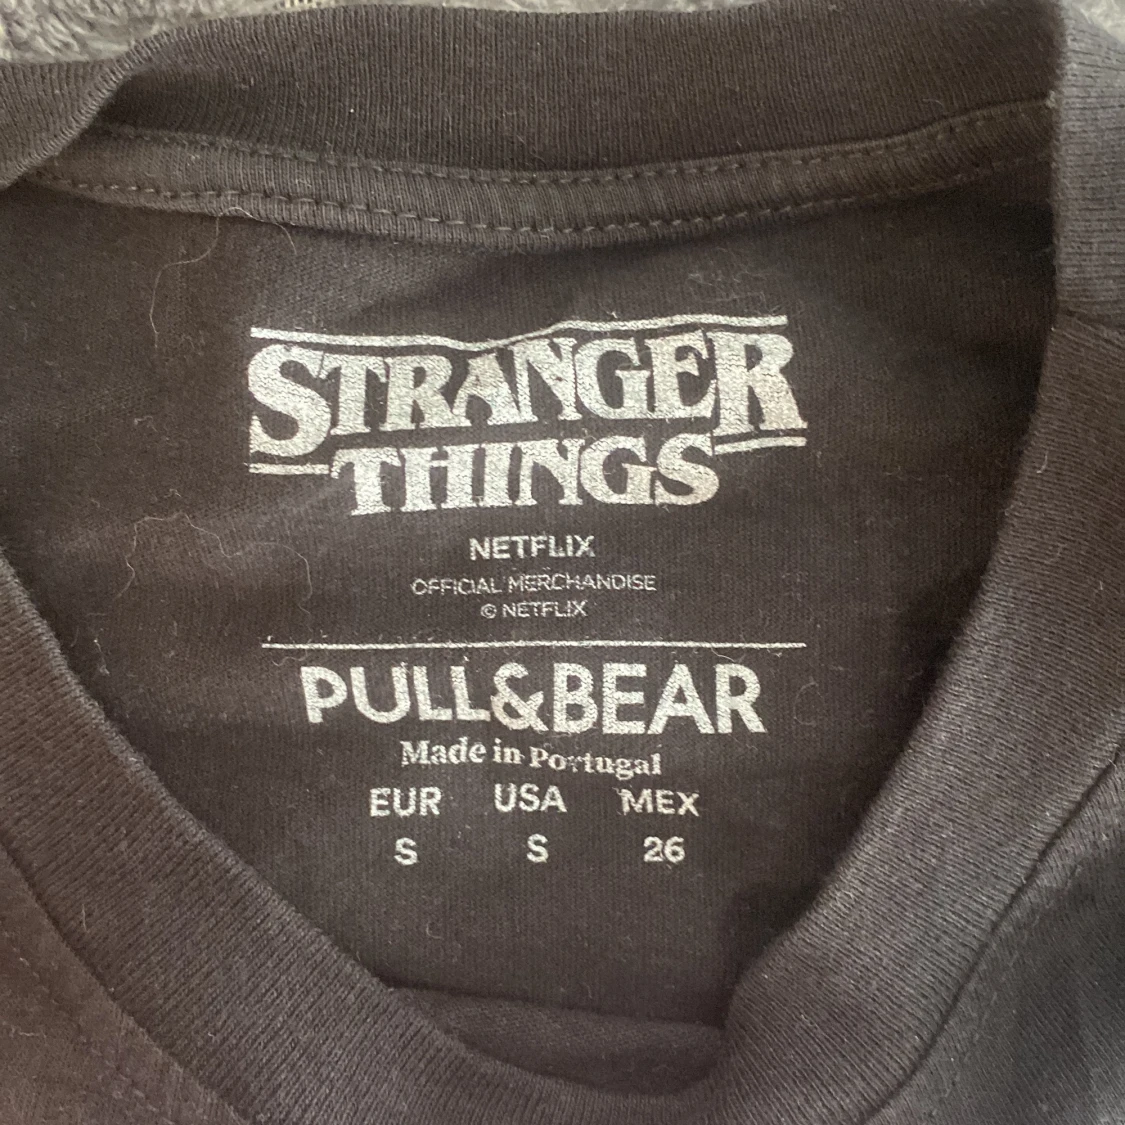 STRANGER
THINGS
NETFLIX
OFFICIAL MERCHANDISE
© NETFLIX
PULL&BEAR
Made in Portugal
EUR USA MEX
S S 26